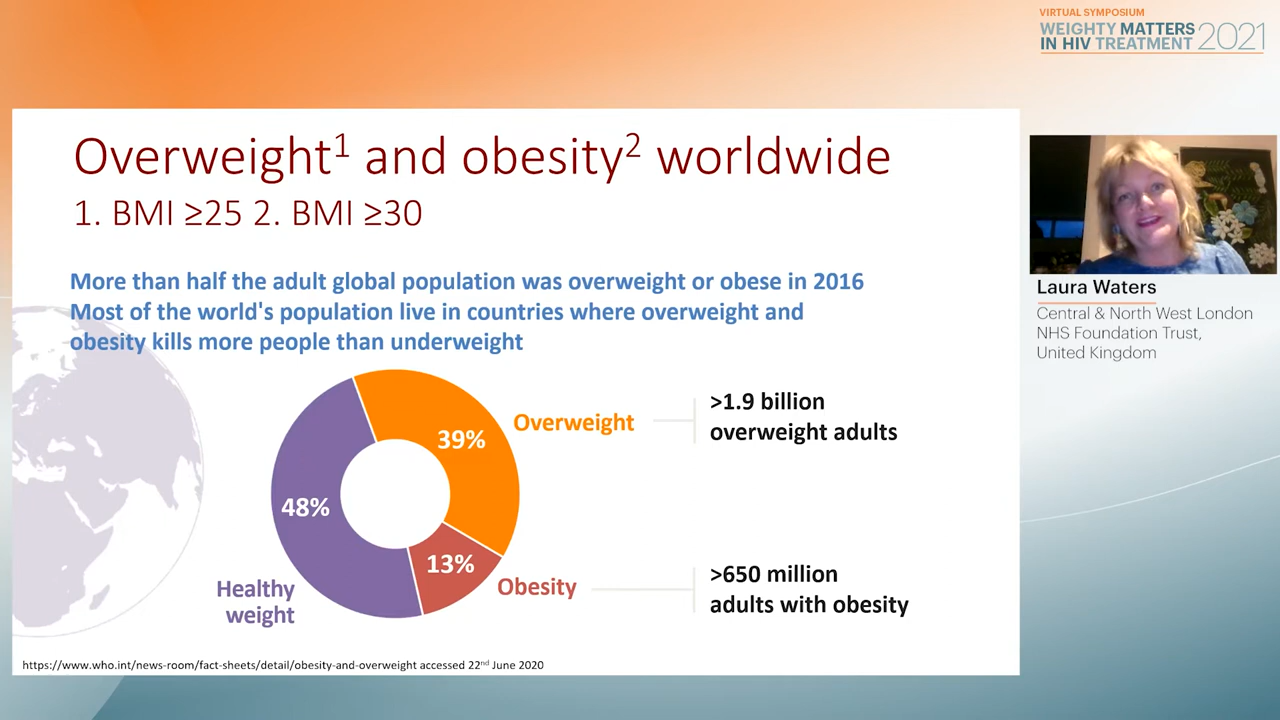 VIRTUAL SYMPOSIUM
WEIGHTY MATTERS
IN HIV TREATMENT 2021
Overweight¹ and obesity² worldwide
1. BMI ≥25 2. BMI ≥30
More than half the adult global population was overweight or obese in 2016
Most of the world's population live in countries where overweight and
obesity kills more people than underweight
39%
Overweight
>1.9 billion
overweight adults
48%
13%
Healthy
weight
Obesity
>650 million
adults with obesity
https://www.who.int/news-room/fact-sheets/detail/obesity-and-overweight accessed 22nd June 2020
Laura Waters
Central & North West London
NHS Foundation Trust,
United Kingdom